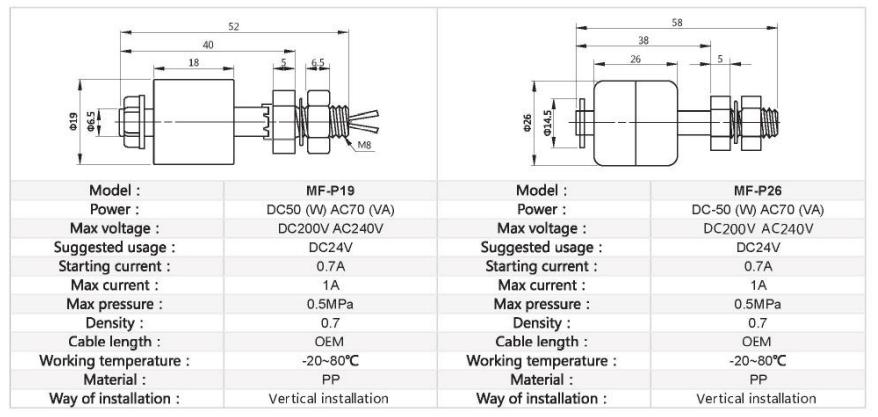 52
40
18
5
6.5
Φ19
Φ6.5
M8
58
38
26
5
Φ26
Φ14.5
Model : MF-P19 Model : MF-P26
Power : DC50 (W) AC70 (VA) Power : DC-50 (W) AC70 (VA)
Max voltage : DC200V AC240V Max voltage : DC200V AC240V
Suggested usage : DC24V Suggested usage : DC24V
Starting current : 0.7A Starting current : 0.7A
Max current : 1A Max current : 1A
Max pressure : 0.5MPa Max pressure : 0.5MPa
Density : 0.7 Density : 0.7
Cable length : OEM Cable length : OEM
Working temperature : -20~80℃ Working temperature : -20~80℃
Material : PP Material : PP
Way of installation : Vertical installation Way of installation : Vertical installation